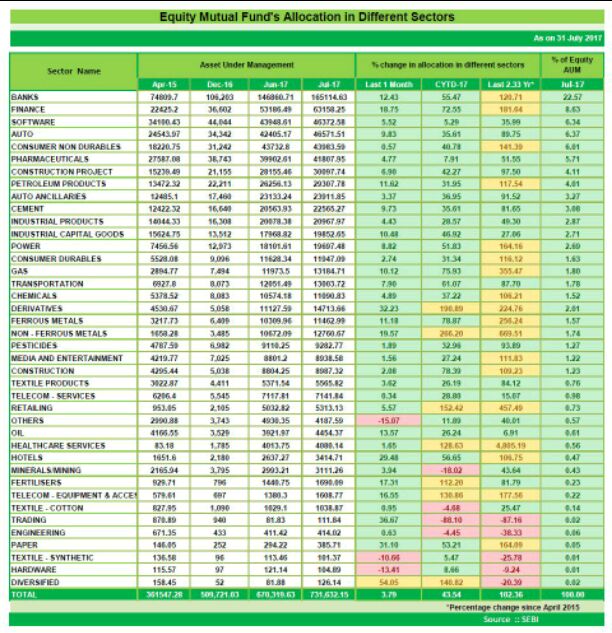 Equity Mutual Fund's Allocation in Different Sectors
As on 31 July 2017
Sector Name Asset Under Management % change in allocation in different sectors % of Equity AUM
Apr-15 Dec-16 Jun-17 Jul-17 Last 1 Month CYTD-17 Last 2.33 Yr* Jul-17
BANKS 74809.7 106,203 146860.71 165114.63 12.43 55.47 120.71 22.57
FINANCE 22425.2 36,602 53186.49 63158.25 18.75 72.55 181.64 8.63
SOFTWARE 34100.43 44,044 43948.61 46372.58 5.52 5.29 35.99 6.34
AUTO 24543.97 34,342 42405.17 46571.51 9.83 35.61 89.75 6.37
CONSUMER NON DURABLES 18220.75 31,242 43732.8 43983.59 0.57 40.78 141.39 6.01
PHARMACEUTICALS 27587.08 38,743 39902.61 41807.95 4.77 7.91 51.55 5.71
CONSTRUCTION PROJECT 15239.49 21,155 28155.46 30097.74 6.90 42.27 97.50 4.11
PETROLEUM PRODUCTS 13472.32 22,211 26256.13 29307.78 11.62 31.95 117.54 4.01
AUTO ANCILLARIES 12485.1 17,460 23133.24 23911.85 3.37 36.95 91.52 3.27
CEMENT 12422.32 16,640 20563.93 22565.27 9.73 35.61 81.65 3.08
INDUSTRIAL PRODUCTS 14044.33 16,308 20078.38 20967.97 4.43 28.57 49.30 2.87
INDUSTRIAL CAPITAL GOODS 15624.75 13,512 17968.82 19852.65 10.48 46.92 27.06 2.71
POWER 7456.56 12,973 18101.61 19697.48 8.82 51.83 164.16 2.69
CONSUMER DURABLES 5528.08 9,096 11628.34 11947.09 2.74 31.34 116.12 1.63
GAS 2894.77 7,494 11973.5 13184.71 10.12 75.93 355.47 1.80
TRANSPORTATION 6927.8 8,073 12051.49 13003.72 7.90 61.07 87.70 1.78
CHEMICALS 5378.52 8,083 10574.18 11090.83 4.89 37.22 106.21 1.52
DERIVATIVES 4530.67 5,058 11127.59 14713.66 32.23 190.89 224.76 2.01
FERROUS METALS 3217.73 6,409 10309.96 11462.99 11.18 78.87 256.24 1.57
NON - FERROUS METALS 1658.28 3,485 10672.09 12760.67 19.57 266.20 669.51 1.74
PESTICIDES 4787.59 6,982 9110.25 9282.77 1.89 32.96 93.89 1.27
MEDIA AND ENTERTAINMENT 4219.77 7,025 8801.2 8938.58 1.56 27.24 111.83 1.22
CONSTRUCTION 4295.44 5,038 8804.25 8987.32 2.08 78.39 109.23 1.23
TEXTILE PRODUCTS 3022.87 4,411 5371.54 5565.82 3.62 26.19 84.12 0.76
TELECOM - SERVICES 6206.4 5,545 7117.81 7141.84 0.34 28.80 15.07 0.98
RETAILING 953.05 2,105 5032.82 5313.13 5.57 152.42 457.49 0.73
OTHERS 2990.88 3,743 4930.35 4187.59 -15.07 11.89 40.01 0.57
OIL 4166.55 3,529 3921.97 4454.37 13.57 26.24 6.91 0.61
HEALTHCARE SERVICES 83.18 1,785 4013.75 4080.14 1.65 128.63 4,805.19 0.56
HOTELS 1651.6 2,180 2637.27 3414.71 29.48 56.65 106.75 0.47
MINERALS/MINING 2165.94 3,795 2993.21 3111.26 3.94 -18.02 43.64 0.43
FERTILISERS 929.71 796 1440.75 1690.09 17.31 112.20 81.79 0.23
TELECOM - EQUIPMENT & ACCES 579.61 697 1380.3 1608.77 16.55 130.86 177.56 0.22
TEXTILE - COTTON 827.95 1,090 1029.1 1038.87 0.95 -4.68 25.47 0.14
TRADING 870.89 940 81.83 111.84 36.67 -88.10 -87.16 0.02
ENGINEERING 671.35 433 411.42 414.02 0.63 -4.45 -38.33 0.06
PAPER 146.05 252 294.22 385.71 31.10 53.21 164.09 0.05
TEXTILE - SYNTHETIC 136.58 96 113.46 101.37 -10.66 5.47 -25.78 0.01
HARDWARE 115.57 97 121.14 104.89 -13.41 8.66 -9.24 0.01
DIVERSIFIED 158.45 52 81.88 126.14 54.05 140.82 -20.39 0.02
TOTAL 361547.28 509,721.03 670,319.63 731,632.15 3.79 43.54 102.36 100.00
*Percentage change since April 2015
Source :: SEBI